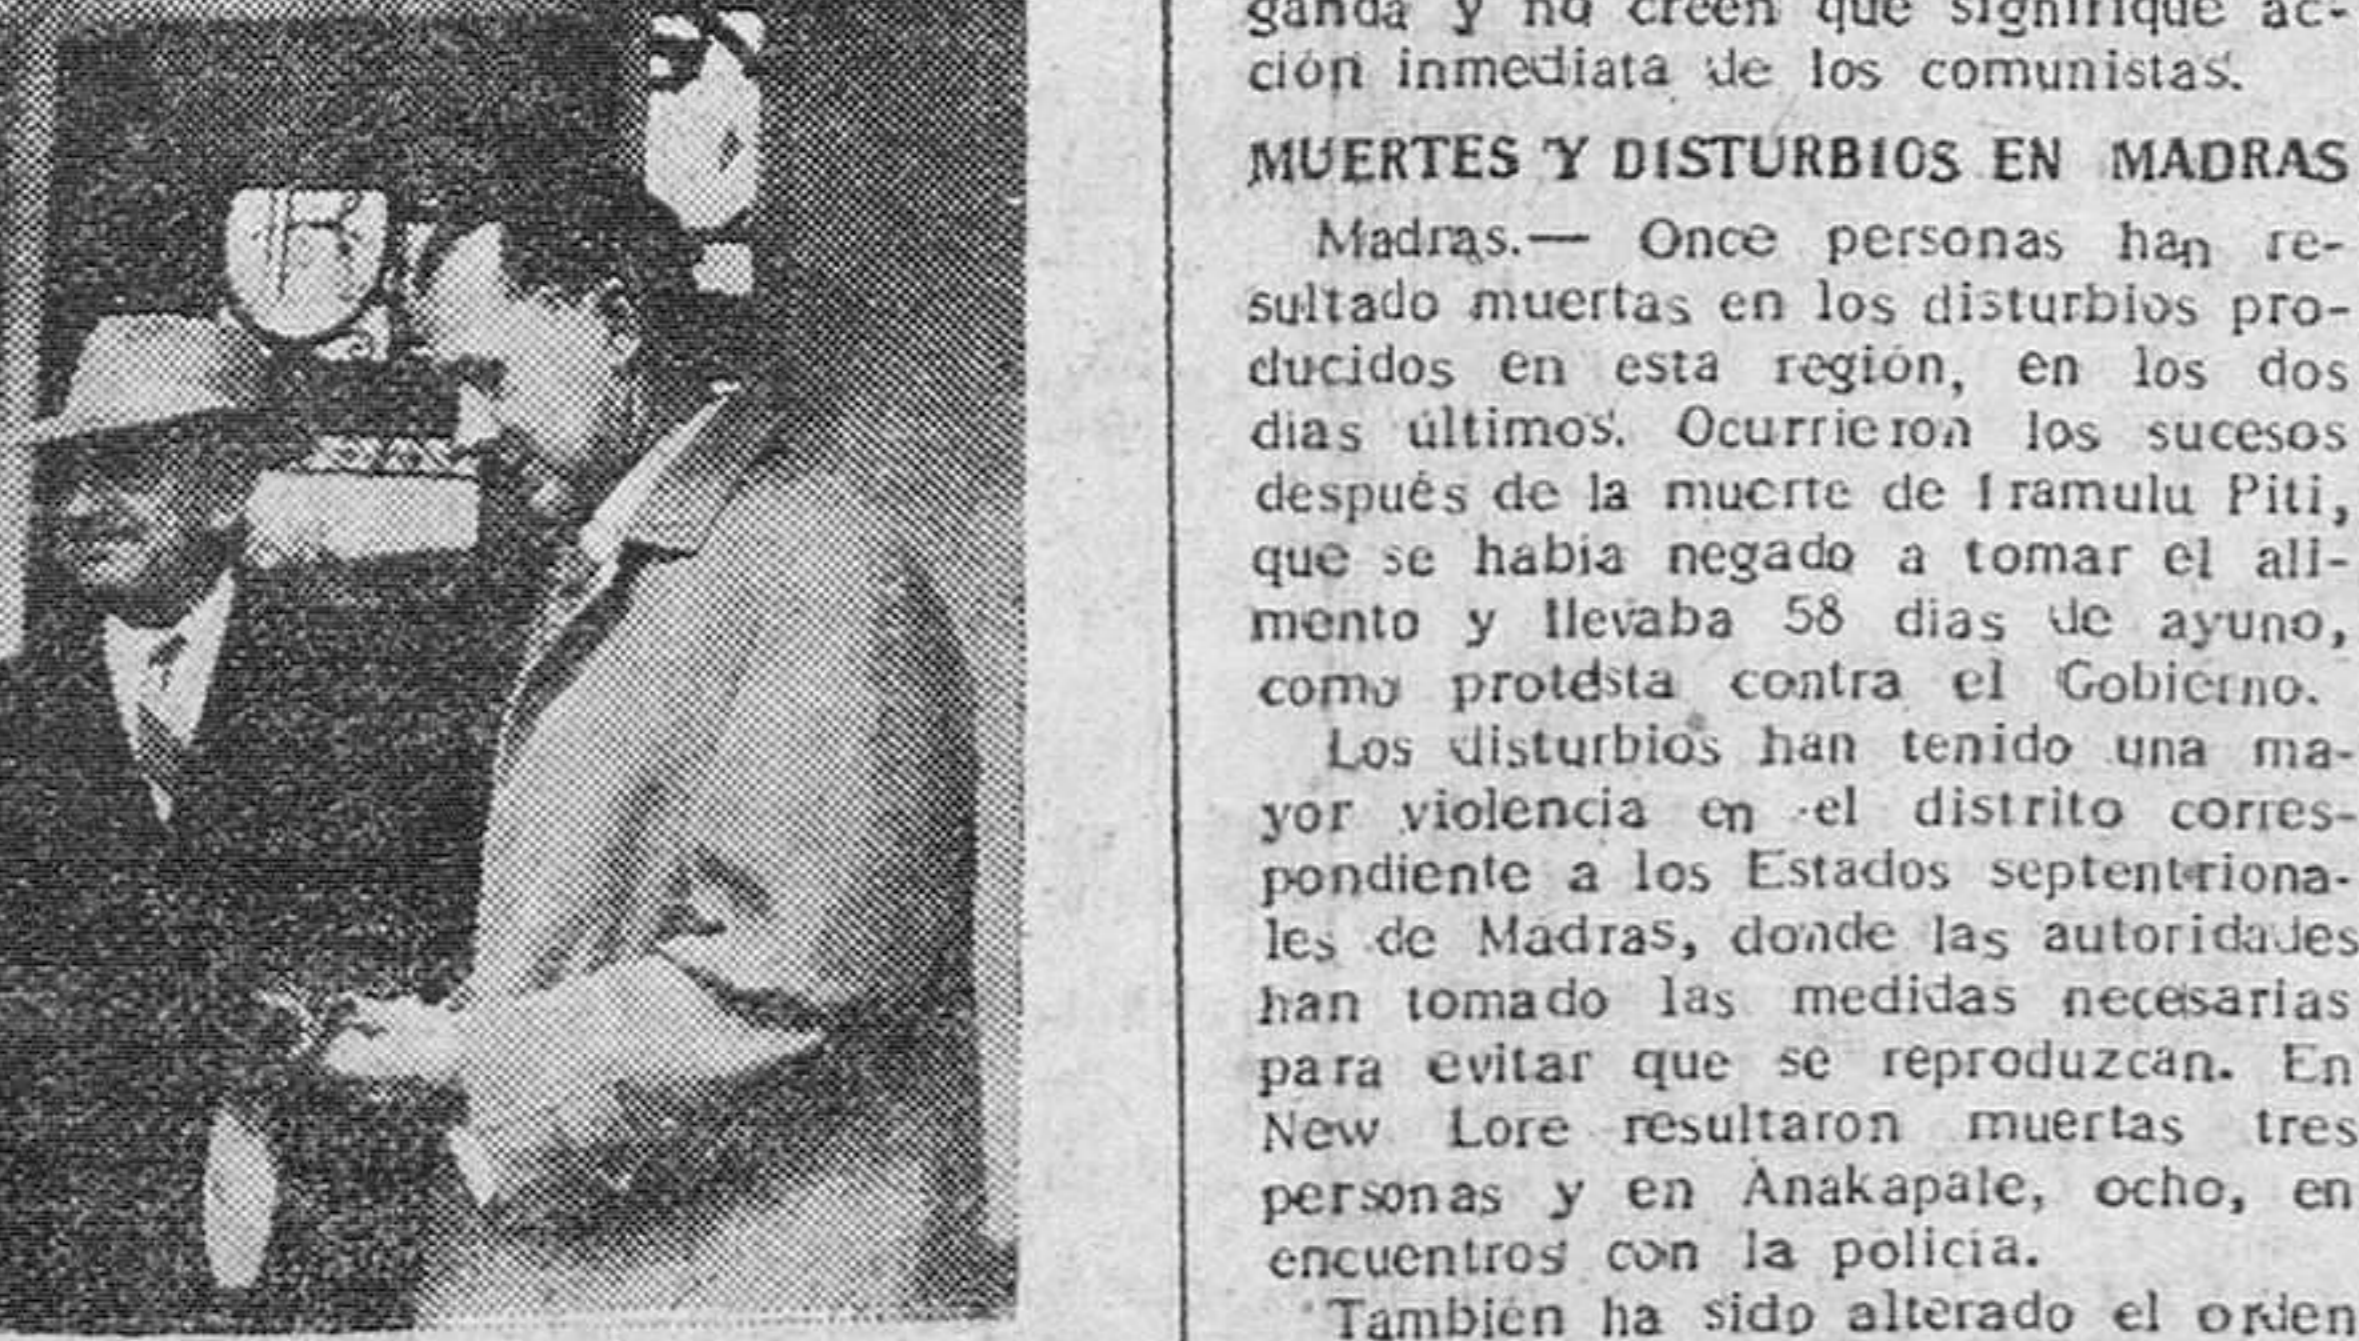 ganda y no creen que signifique ac-
ción inmediata de los comunistas.
MUERTES Y DISTURBIOS EN MADRAS
Madras.— Once personas han re-
sultado muertas en los disturbios pro-
ducidos en esta región, en los dos
dias últimos. Ocurrieron los sucesos
después de la muerte de Iramulu Piti,
que se habia negado a tomar el ali-
mento y llevaba 58 dias de ayuno,
como protesta contra el Gobierno.
Los disturbios han tenido una ma-
yor violencia en el distrito corres-
pondiente a los Estados septentriona-
les de Madras, donde las autoridades
han tomado las medidas necesarias
para evitar que se reproduzcan. En
New Lore resultaron muertas tres
personas y en Anakapale, ocho, en
encuentros con la policia.
También ha sido alterado el orden